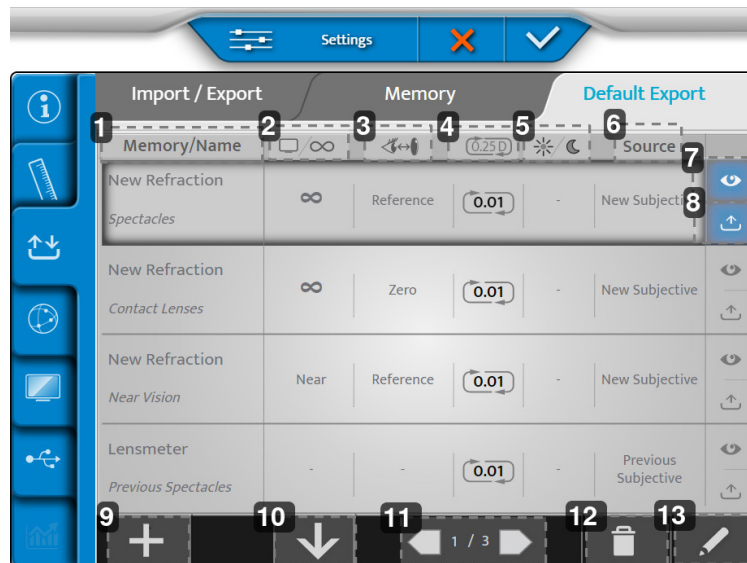 Settings
Import / Export Memory Default Export
1 2 3 4 5 6 7
Memory/Name ∞ 0.25 D Source
New Refraction
Spectacles
∞ Reference 0.01 - New Subjective
8
New Refraction
Contact Lenses
∞ Zero 0.01 - New Subjective
New Refraction
Near Vision
Near Reference 0.01 - New Subjective
Lensmeter
Previous Spectacles
- - 0.01 - Previous
Subjective
9 10 11 12 13
1 / 3